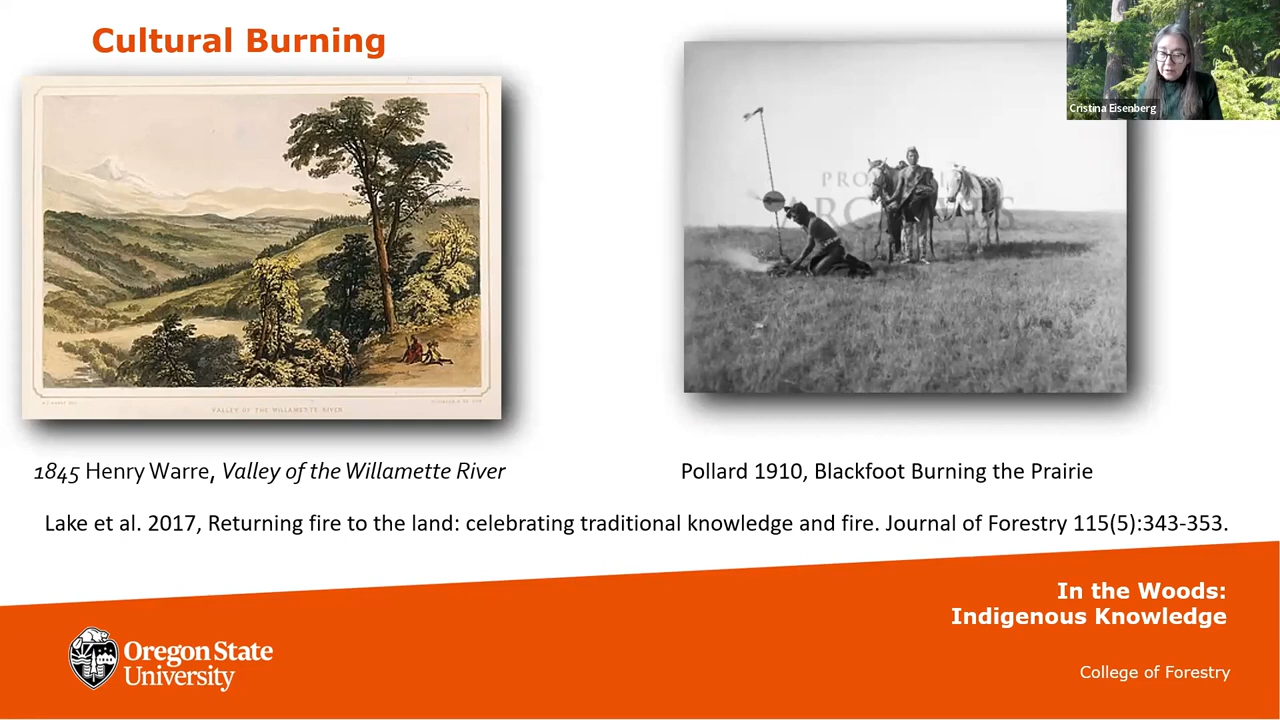 Cultural Burning
Cristina Eisenberg
VALLEY OF THE WILLAMETTE RIVER
1845 Henry Warre, Valley of the Willamette River
Pollard 1910, Blackfoot Burning the Prairie
Lake et al. 2017, Returning fire to the land: celebrating traditional knowledge and fire. Journal of Forestry 115(5):343-353.
In the Woods:
Indigenous Knowledge
Oregon State
University
College of Forestry